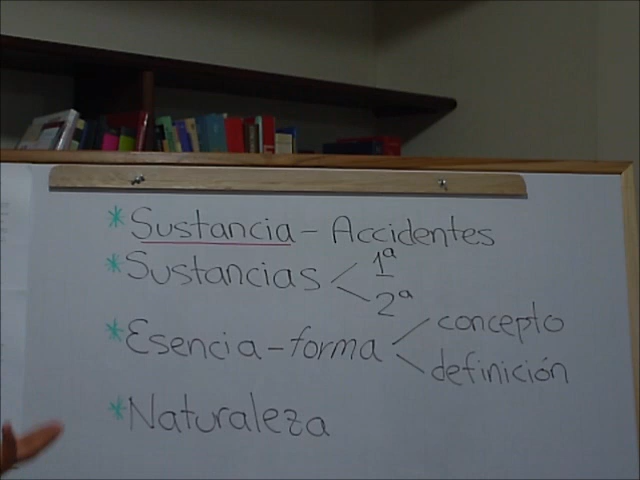 * Sustancia - Accidentes
* Sustancias < 1ª
2ª
* Esencia - forma < concepto
definición
* Naturaleza